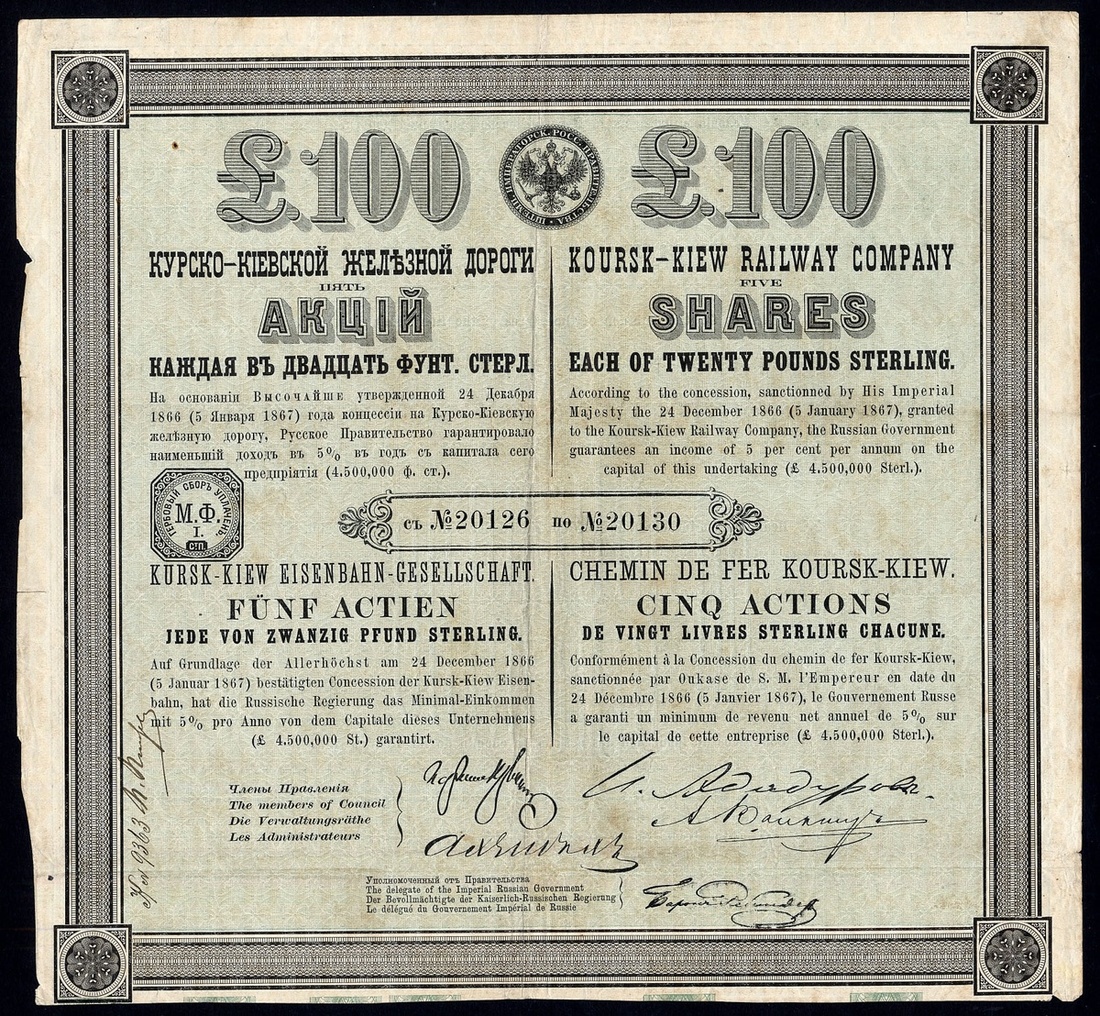 £.100
ШТЕМП. ИМПЕРАТОРСК. РОСС. ПРАВИТЕЛЬСТВА
£.100
КУРСКО-КІЕВСКОЙ ЖЕЛѢЗНОЙ ДОРОГИ
ПЯТЬ
АКЦІЙ
КАЖДАЯ ВЪ ДВАДЦАТЬ ФУНТ. СТЕРЛ.
На основаніи Высочайше утвержденной 24 Декабря
1866 (5 Января 1867) года концессіи на Курско-Кіевскую
желѣзную дорогу, Русское Правительство гарантировало
наименьшій доходъ въ 5% въ годъ съ капитала сего
предпріятія (4.500,000 ф. ст.).
KOURSK-KIEW RAILWAY COMPANY
FIVE
SHARES
EACH OF TWENTY POUNDS STERLING.
According to the concession, sanctioned by His Imperial
Majesty the 24 December 1866 (5 January 1867), granted
to the Koursk-Kiew Railway Company, the Russian Government
guarantees an income of 5 per cent per annum on the
capital of this undertaking (£ 4.500,000 Sterl.).
ГЕРБОВЫЙ СБОРЪ УПЛАЧЕНЪ
М.Ф.
I.
СТП.
съ №20126 по №20130
KURSK-KIEW EISENBAHN-GESELLSCHAFT.
FÜNF ACTIEN
JEDE VON ZWANZIG PFUND STERLING.
Auf Grundlage der Allerhöchst am 24 December 1866
(5 Januar 1867) bestätigten Concession der Kursk-Kiew Eisen-
bahn, hat die Russische Regierung das Minimal-Einkommen
mit 5% pro Anno von dem Capitale dieses Unternehmens
(£ 4.500,000 St.) garantirt.
CHEMIN DE FER KOURSK-KIEW.
CINQ ACTIONS
DE VINGT LIVRES STERLING CHACUNE.
Conformément à la Concession du chemin de fer Koursk-Kiew,
sanctionnée par Oukase de S. M. l'Empereur en date du
24 Décembre 1866 (5 Janvier 1867), le Gouvernement Russe
a garanti un minimum de revenu net annuel de 5% sur
le capital de cette entreprise (£ 4.500,000 Sterl.).
Члены Правленія
The members of Council
Die Verwaltungsräthe
Les Administrateurs
И. Ададуровъ
Уполномоченный отъ Правительства
The delegate of the Imperial Russian Government
Der Bevollmächtigte der Kaiserlich-Russischen Regierung
Le délégué du Gouvernement Impérial de Russie
9363